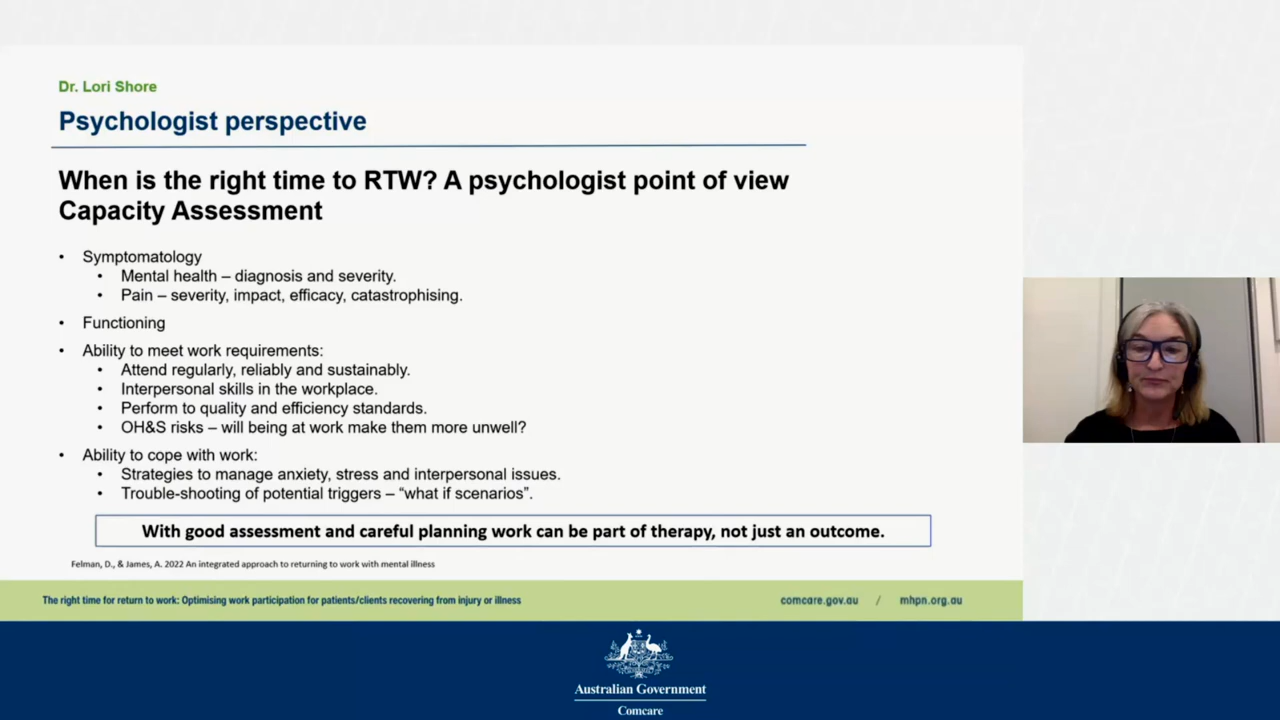 Dr. Lori Shore
Psychologist perspective
When is the right time to RTW? A psychologist point of view
Capacity Assessment
• Symptomatology
• Mental health – diagnosis and severity.
• Pain – severity, impact, efficacy, catastrophising.
• Functioning
• Ability to meet work requirements:
• Attend regularly, reliably and sustainably.
• Interpersonal skills in the workplace.
• Perform to quality and efficiency standards.
• OH&S risks – will being at work make them more unwell?
• Ability to cope with work:
• Strategies to manage anxiety, stress and interpersonal issues.
• Trouble-shooting of potential triggers – “what if scenarios”.
With good assessment and careful planning work can be part of therapy, not just an outcome.
Felman, D., & James, A. 2022 An integrated approach to returning to work with mental illness
The right time for return to work: Optimising work participation for patients/clients recovering from injury or illness
comcare.gov.au / mhpn.org.au
Australian Government
Comcare